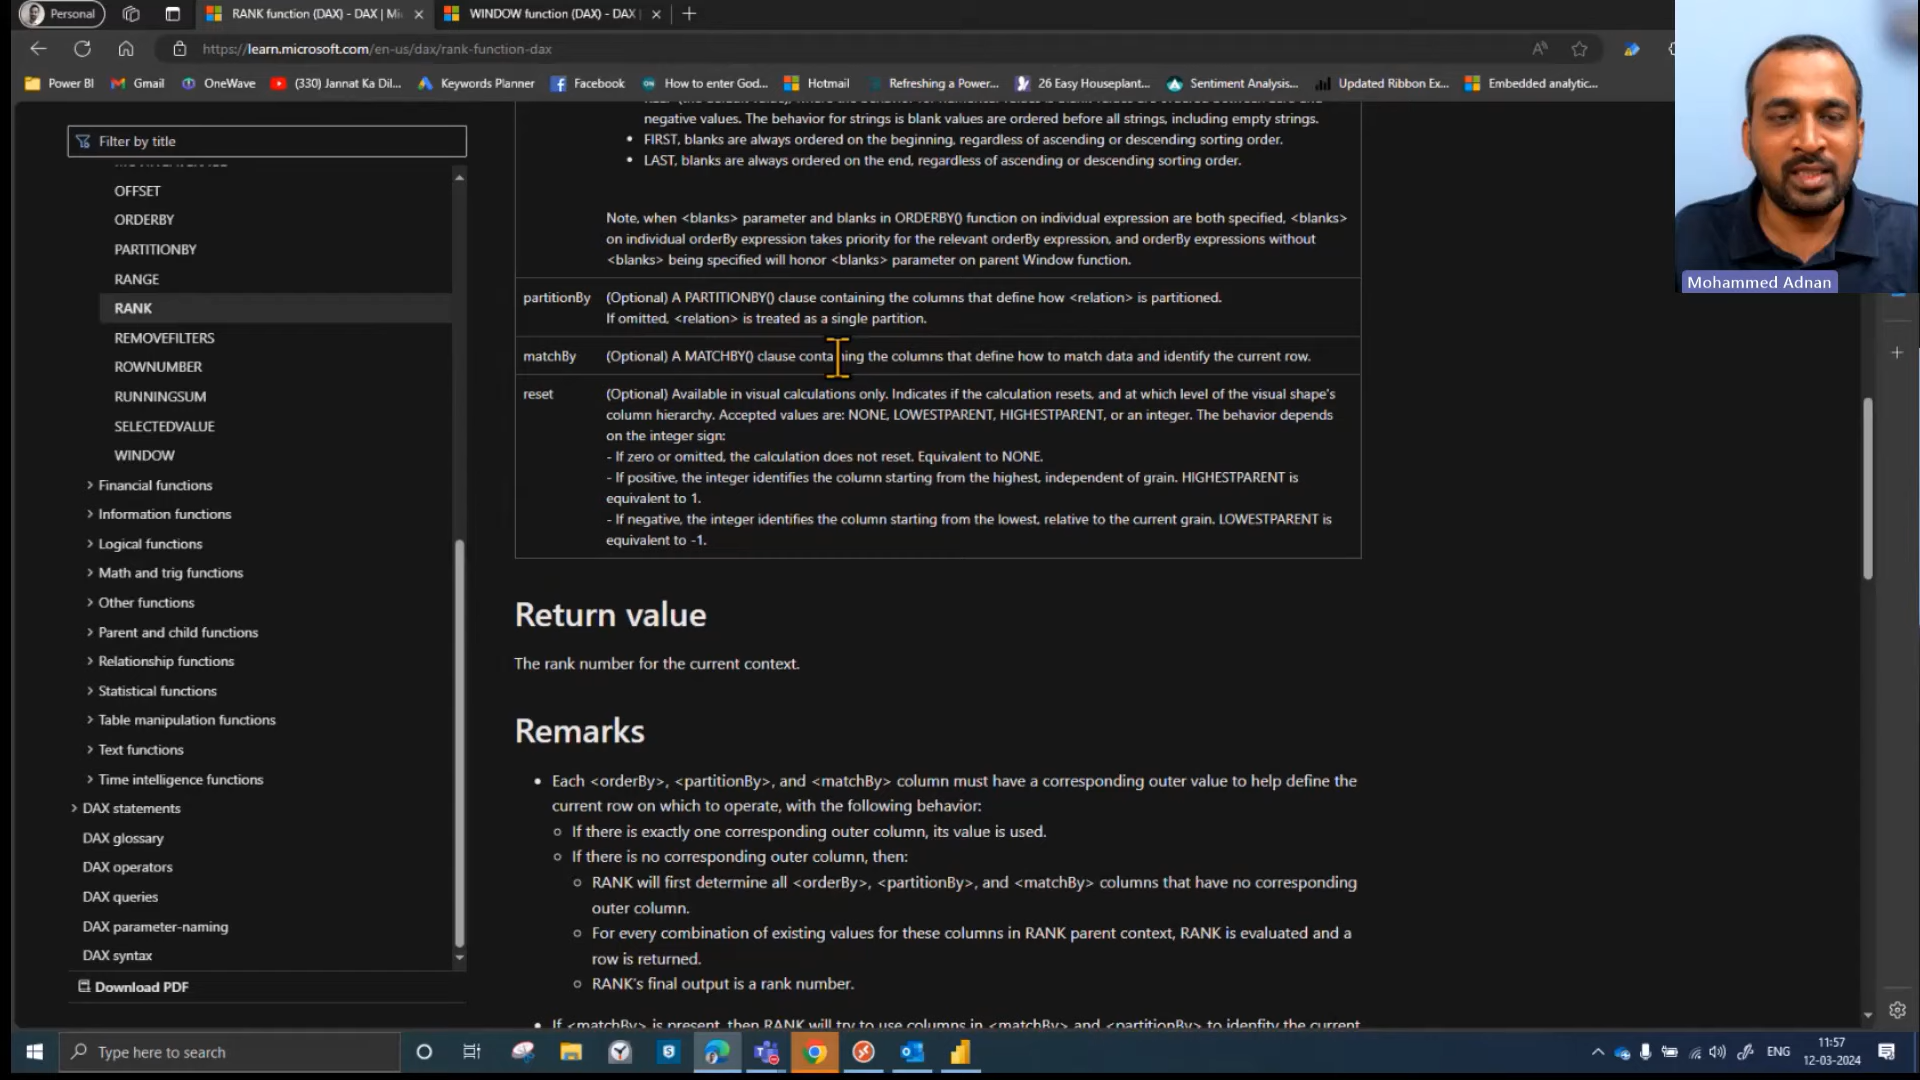 Personal
RANK function (DAX) - DAX | Mi
WINDOW function (DAX) - DAX
https://learn.microsoft.com/en-us/dax/rank-function-dax
Power BI
Gmail
OneWave
(330) Jannat Ka Dil...
Keywords Planner
Facebook
How to enter God...
Hotmail
Refreshing a Power...
26 Easy Houseplant...
Sentiment Analysis...
Updated Ribbon Ex...
Embedded analytic...
Mohammed Adnan
Filter by title
OFFSET
ORDERBY
PARTITIONBY
RANGE
RANK
REMOVEFILTERS
ROWNUMBER
RUNNINGSUM
SELECTEDVALUE
WINDOW
Financial functions
Information functions
Logical functions
Math and trig functions
Other functions
Parent and child functions
Relationship functions
Statistical functions
Table manipulation functions
Text functions
Time intelligence functions
DAX statements
DAX glossary
DAX operators
DAX queries
DAX parameter-naming
DAX syntax
Download PDF
negative values. The behavior for strings is blank values are ordered before all strings, including empty strings.
• FIRST, blanks are always ordered on the beginning, regardless of ascending or descending sorting order.
• LAST, blanks are always ordered on the end, regardless of ascending or descending sorting order.
Note, when <blanks> parameter and blanks in ORDERBY() function on individual expression are both specified, <blanks>
on individual orderBy expression takes priority for the relevant orderBy expression, and orderBy expressions without
<blanks> being specified will honor <blanks> parameter on parent Window function.
partitionBy (Optional) A PARTITIONBY() clause containing the columns that define how <relation> is partitioned.
If omitted, <relation> is treated as a single partition.
matchBy (Optional) A MATCHBY() clause containing the columns that define how to match data and identify the current row.
reset (Optional) Available in visual calculations only. Indicates if the calculation resets, and at which level of the visual shape's
column hierarchy. Accepted values are: NONE, LOWESTPARENT, HIGHESTPARENT, or an integer. The behavior depends
on the integer sign:
- If zero or omitted, the calculation does not reset. Equivalent to NONE.
- If positive, the integer identifies the column starting from the highest, independent of grain. HIGHESTPARENT is
equivalent to 1.
- If negative, the integer identifies the column starting from the lowest, relative to the current grain. LOWESTPARENT is
equivalent to -1.
Return value
The rank number for the current context.
Remarks
• Each <orderBy>, <partitionBy>, and <matchBy> column must have a corresponding outer value to help define the
current row on which to operate, with the following behavior:
○ If there is exactly one corresponding outer column, its value is used.
○ If there is no corresponding outer column, then:
○ RANK will first determine all <orderBy>, <partitionBy>, and <matchBy> columns that have no corresponding
outer column.
○ For every combination of existing values for these columns in RANK parent context, RANK is evaluated and a
row is returned.
○ RANK's final output is a rank number.
• If <matchBy> is present, then RANK will try to use columns in <matchBy> and <partitionBy> to idenfity the current
Type here to search
ENG
11:57
12-03-2024